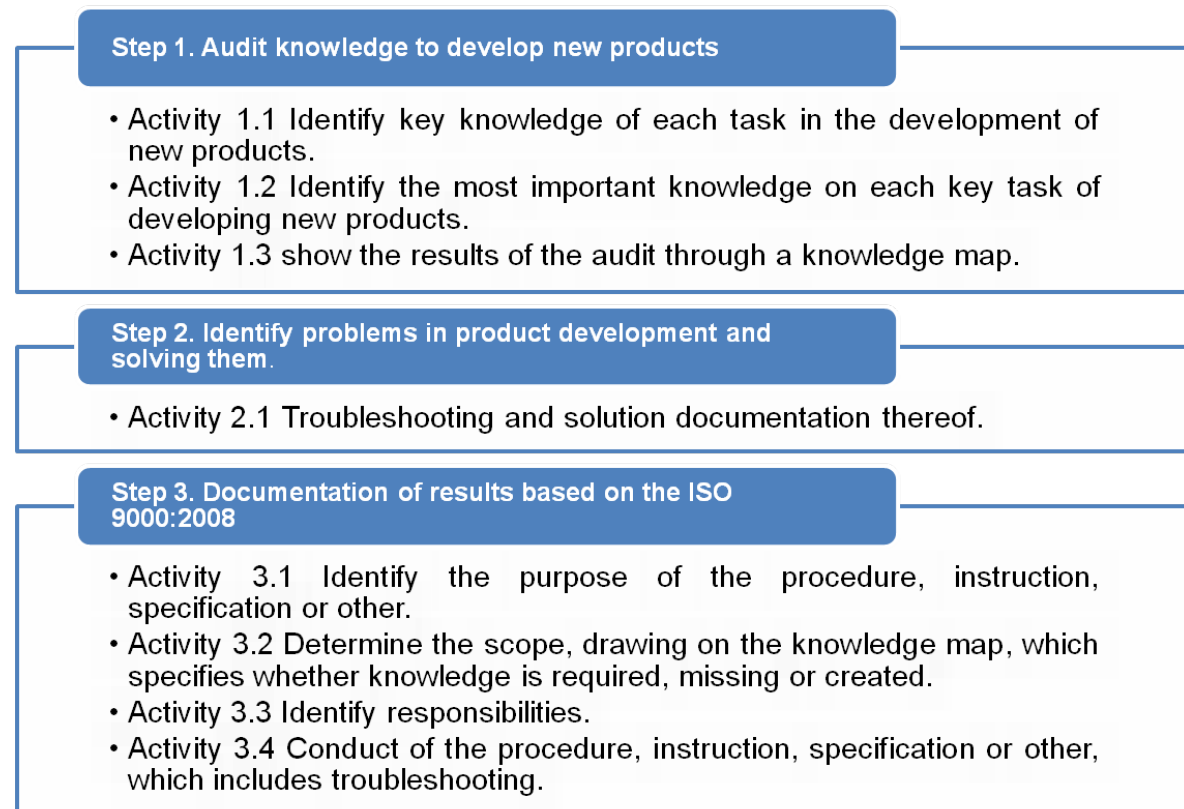 Step 1. Audit knowledge to develop new products
• Activity 1.1 Identify key knowledge of each task in the development of
new products.
• Activity 1.2 Identify the most important knowledge on each key task of
developing new products.
• Activity 1.3 show the results of the audit through a knowledge map.
Step 2. Identify problems in product development and
solving them.
• Activity 2.1 Troubleshooting and solution documentation thereof.
Step 3. Documentation of results based on the ISO
9000:2008
• Activity 3.1 Identify the purpose of the procedure, instruction,
specification or other.
• Activity 3.2 Determine the scope, drawing on the knowledge map, which
specifies whether knowledge is required, missing or created.
• Activity 3.3 Identify responsibilities.
• Activity 3.4 Conduct of the procedure, instruction, specification or other,
which includes troubleshooting.